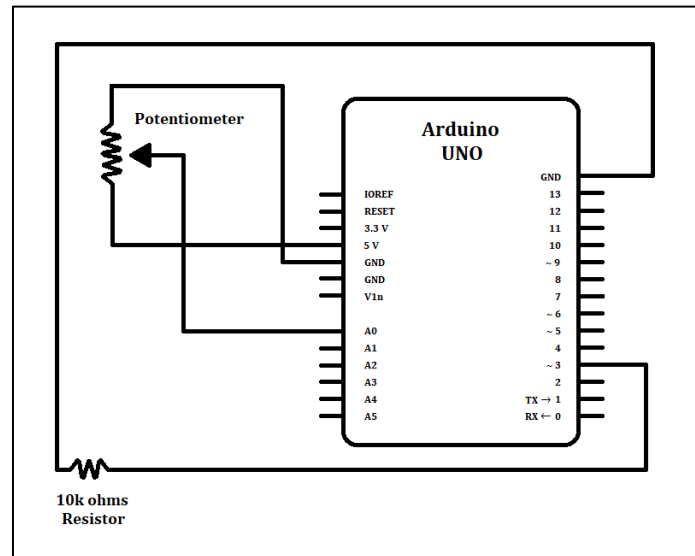 Potentiometer
Arduino
UNO
GND
IOREF
RESET
3.3 V
5 V
GND
GND
V1n
A0
A1
A2
A3
A4
A5
13
12
11
10
~ 9
8
7
~ 6
~ 5
4
~ 3
2
TX → 1
RX ← 0
10k ohms
Resistor